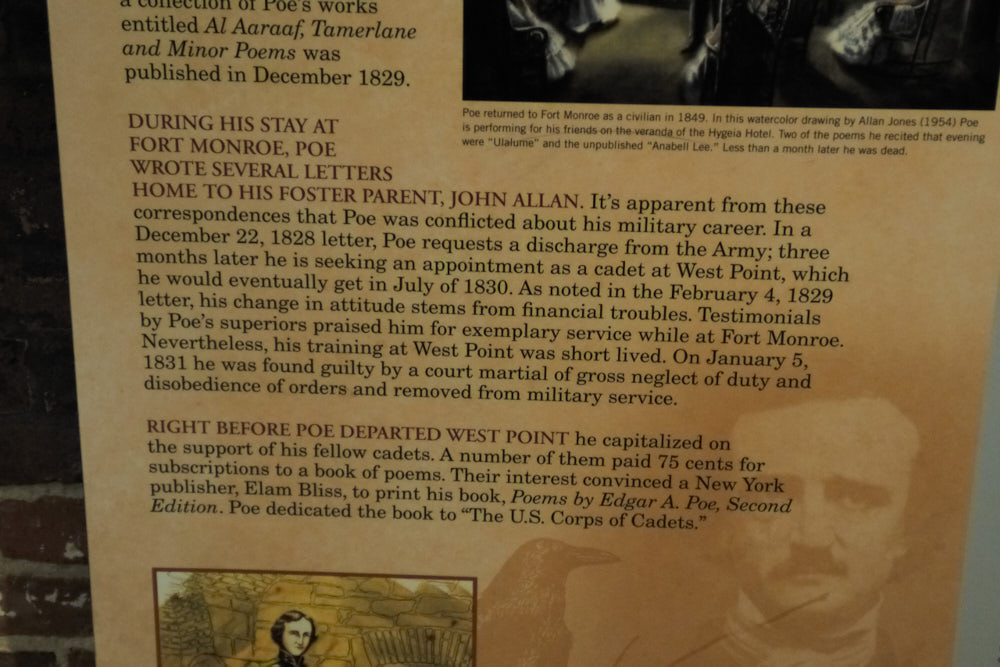 a collection of Poe's works
entitled Al Aaraaf, Tamerlane
and Minor Poems was
published in December 1829.
Poe returned to Fort Monroe as a civilian in 1849. In this watercolor drawing by Allan Jones (1954) Poe
is performing for his friends on the veranda of the Hygeia Hotel. Two of the poems he recited that evening
were "Ulalume" and the unpublished "Anabell Lee." Less than a month later he was dead.
DURING HIS STAY AT
FORT MONROE, POE
WROTE SEVERAL LETTERS
HOME TO HIS FOSTER PARENT, JOHN ALLAN. It's apparent from these
correspondences that Poe was conflicted about his military career. In a
December 22, 1828 letter, Poe requests a discharge from the Army; three
months later he is seeking an appointment as a cadet at West Point, which
he would eventually get in July of 1830. As noted in the February 4, 1829
letter, his change in attitude stems from financial troubles. Testimonials
by Poe's superiors praised him for exemplary service while at Fort Monroe.
Nevertheless, his training at West Point was short lived. On January 5,
1831 he was found guilty by a court martial of gross neglect of duty and
disobedience of orders and removed from military service.
RIGHT BEFORE POE DEPARTED WEST POINT he capitalized on
the support of his fellow cadets. A number of them paid 75 cents for
subscriptions to a book of poems. Their interest convinced a New York
publisher, Elam Bliss, to print his book, Poems by Edgar A. Poe, Second
Edition. Poe dedicated the book to "The U.S. Corps of Cadets."